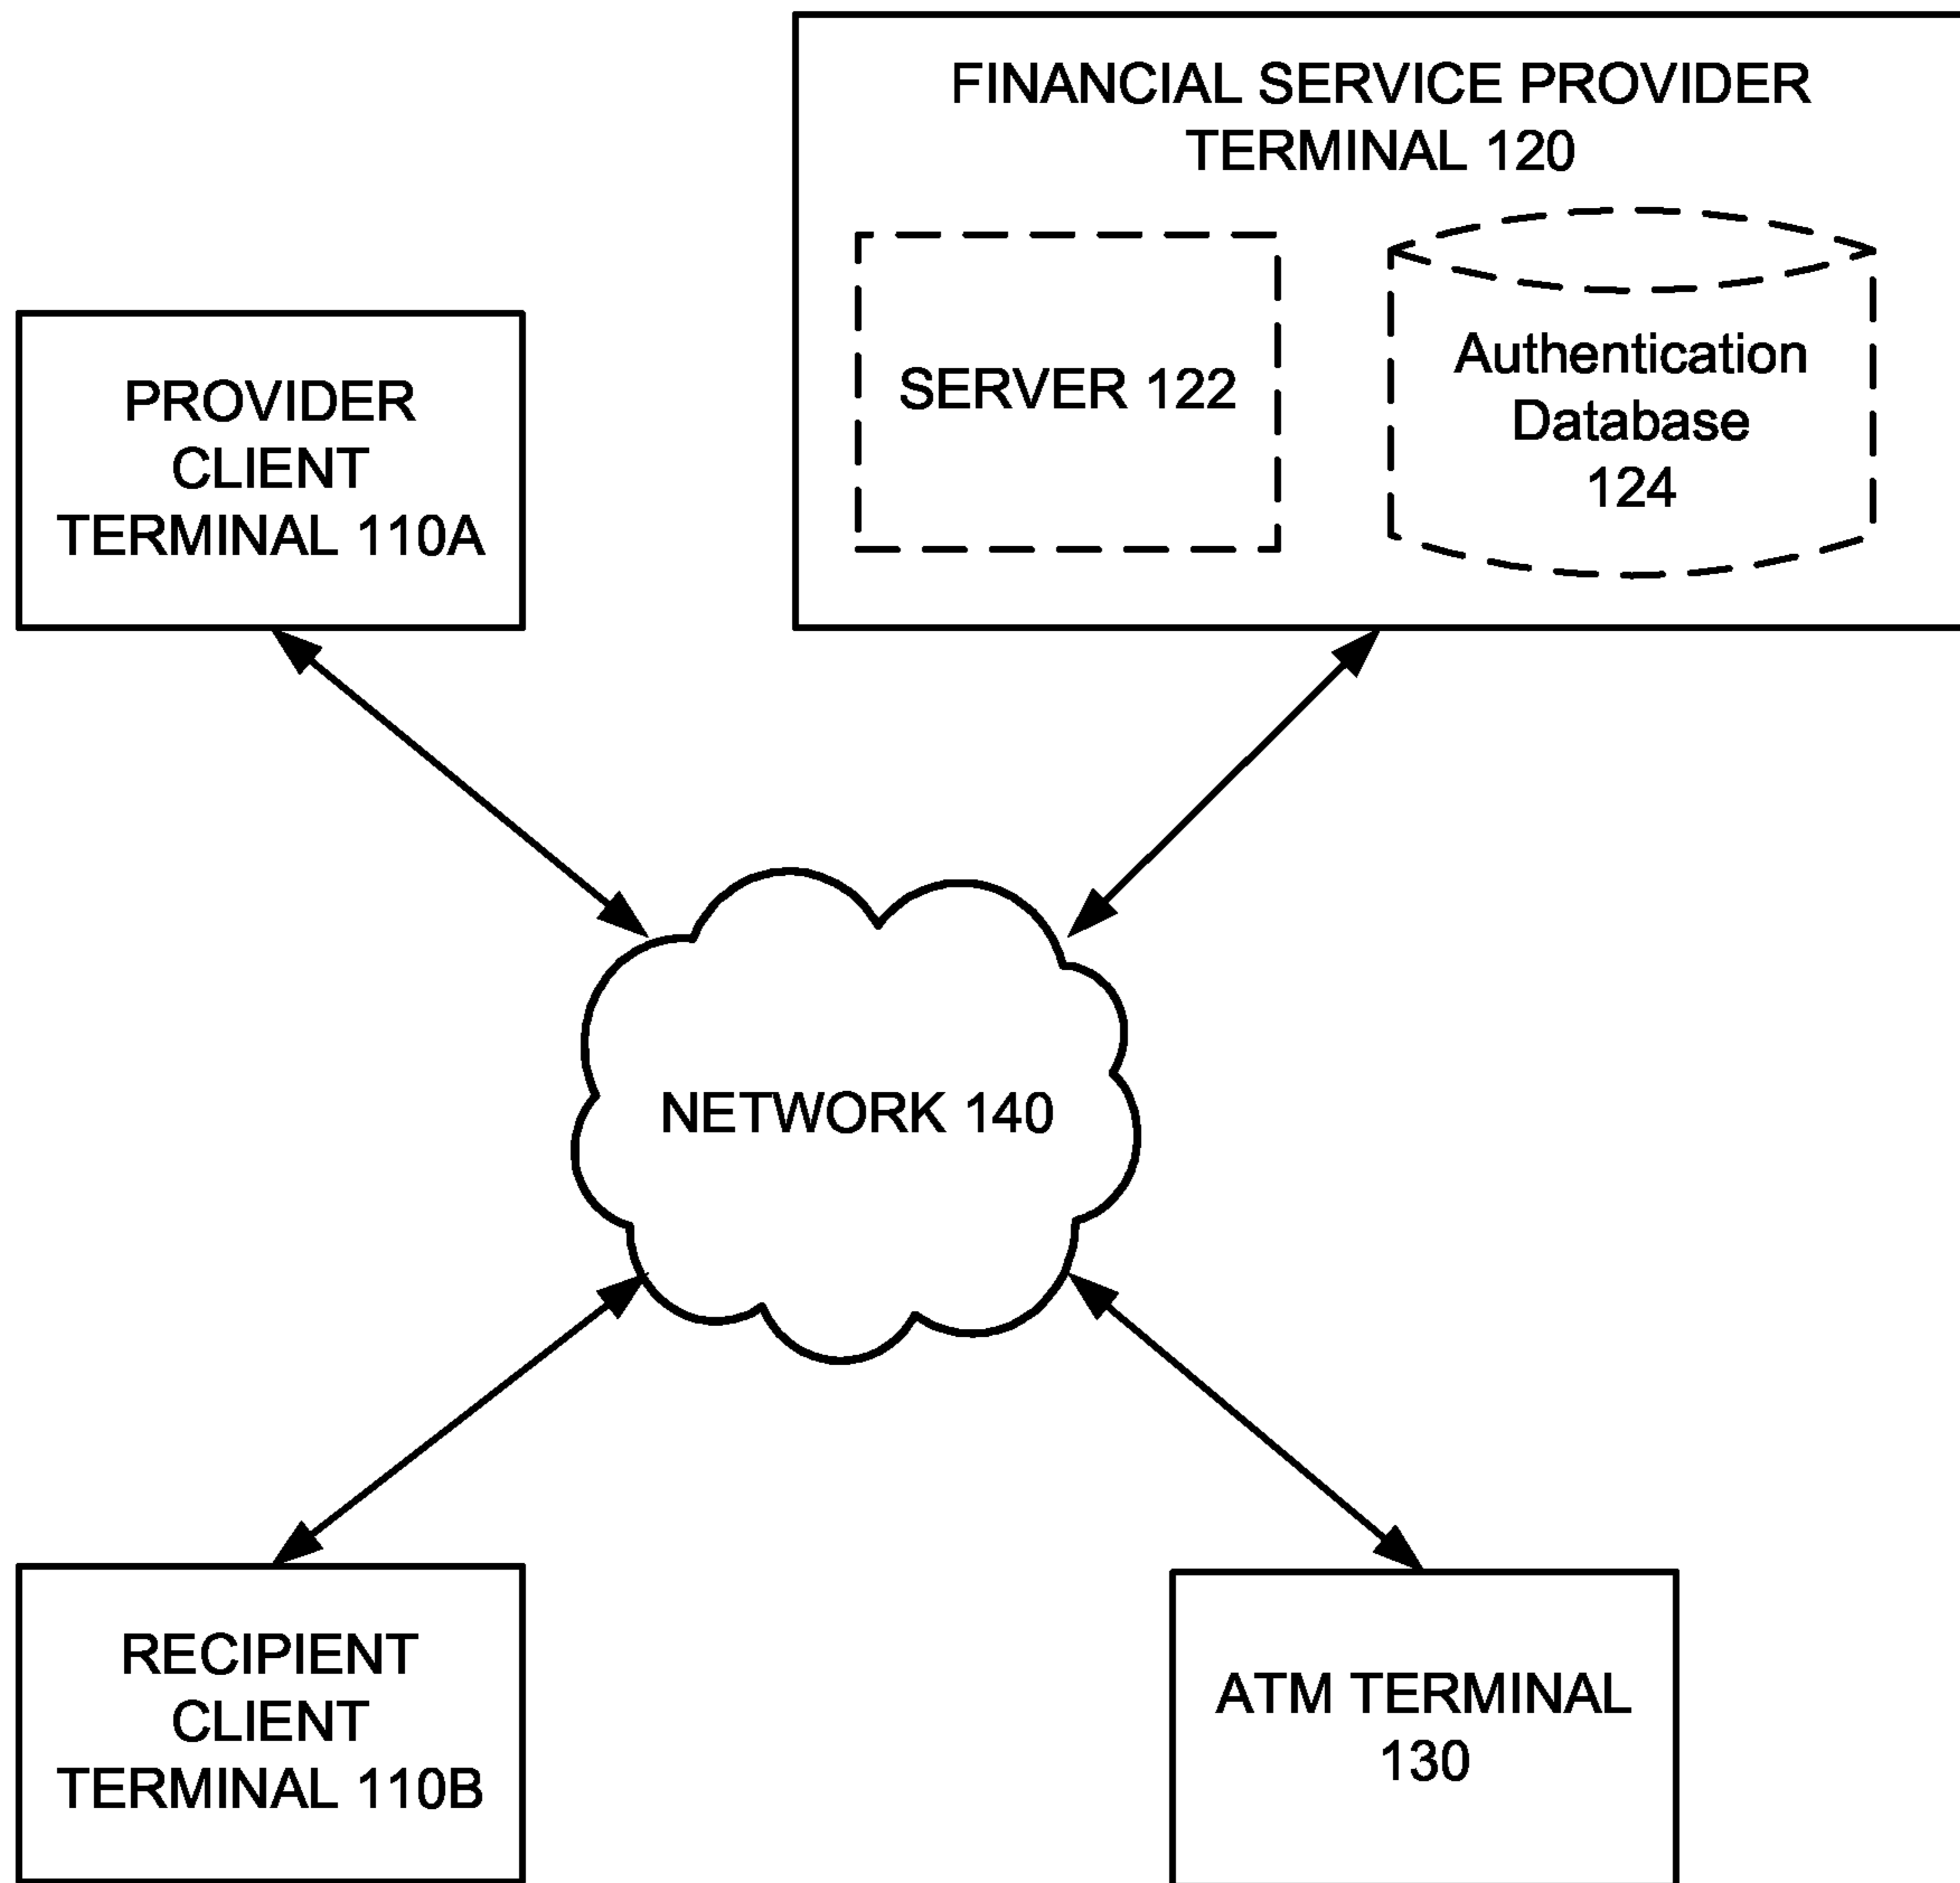 FINANCIAL SERVICE PROVIDER
TERMINAL 120
SERVER 122
Authentication
Database
124
PROVIDER
CLIENT
TERMINAL 110A
NETWORK 140
RECIPIENT
CLIENT
TERMINAL 110B
ATM TERMINAL
130